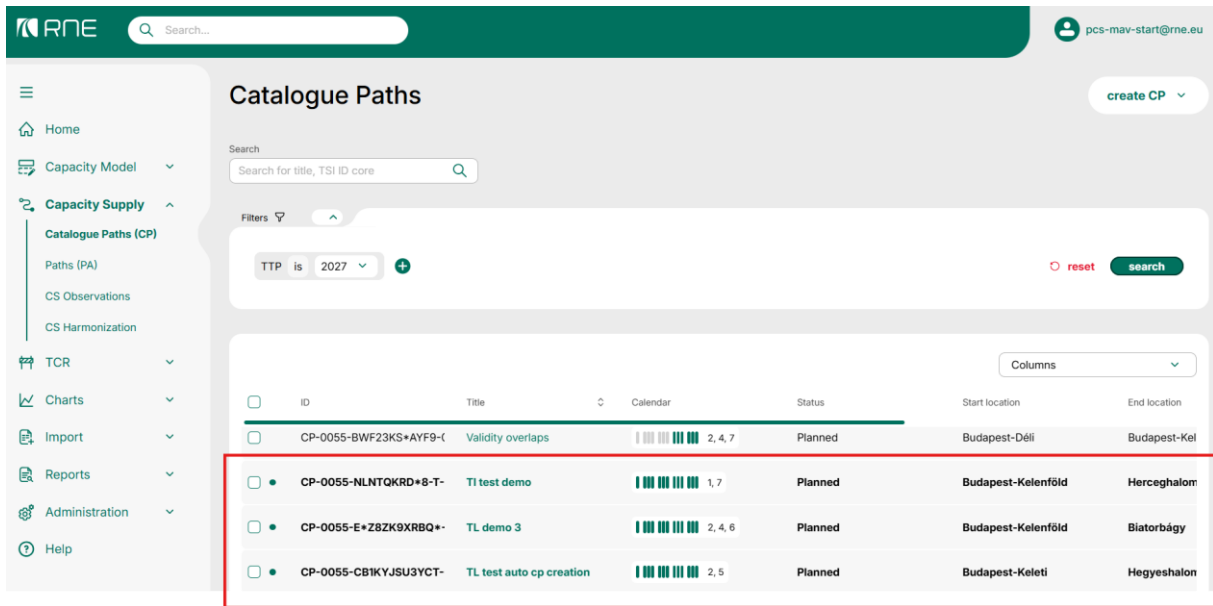 RNE
Search...
pcs-mav-start@rne.eu
Catalogue Paths
create CP
Home
Capacity Model
Capacity Supply
Catalogue Paths (CP)
Paths (PA)
CS Observations
CS Harmonization
TCR
Charts
Import
Reports
Administration
Help
Search
Search for title, TSI ID core
Filters
TTP is 2027
reset search
Columns
ID Title Calendar Status Start location End location
CP-0055-BWF23KS*AYF9-( Validity overlaps 2, 4, 7 Planned Budapest-Déli Budapest-Kel
CP-0055-NLNTQKRD*8-T- TI test demo 1, 7 Planned Budapest-Kelenföld Herceghalom
CP-0055-E*Z8ZK9XRBQ*- TL demo 3 2, 4, 6 Planned Budapest-Kelenföld Biatorbágy
CP-0055-CB1KYJSU3YCT- TL test auto cp creation 2, 5 Planned Budapest-Keleti Hegyeshalom